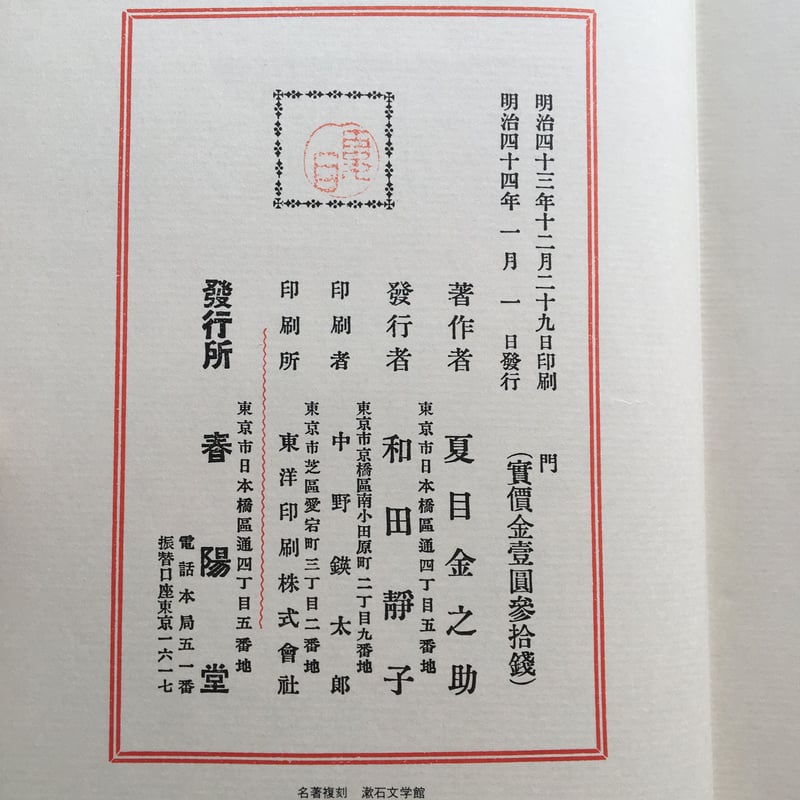 明治四十三年十二月二十九日印刷
明治四十四年一月一日發行
門
(實價金壹圓參拾錢)
著作者 夏目金之助
東京市日本橋區通四丁目五番地
發行者 和田靜子
東京市京橋區南小田原町二丁目九番地
印刷者 中野鍈太郎
東京市芝區愛宕町三丁目二番地
印刷所 東洋印刷株式會社
東京市日本橋區通四丁目五番地
發行所 春陽堂
電話本局五一番
振替口座東京一六一七
名著複刻 漱石文学館